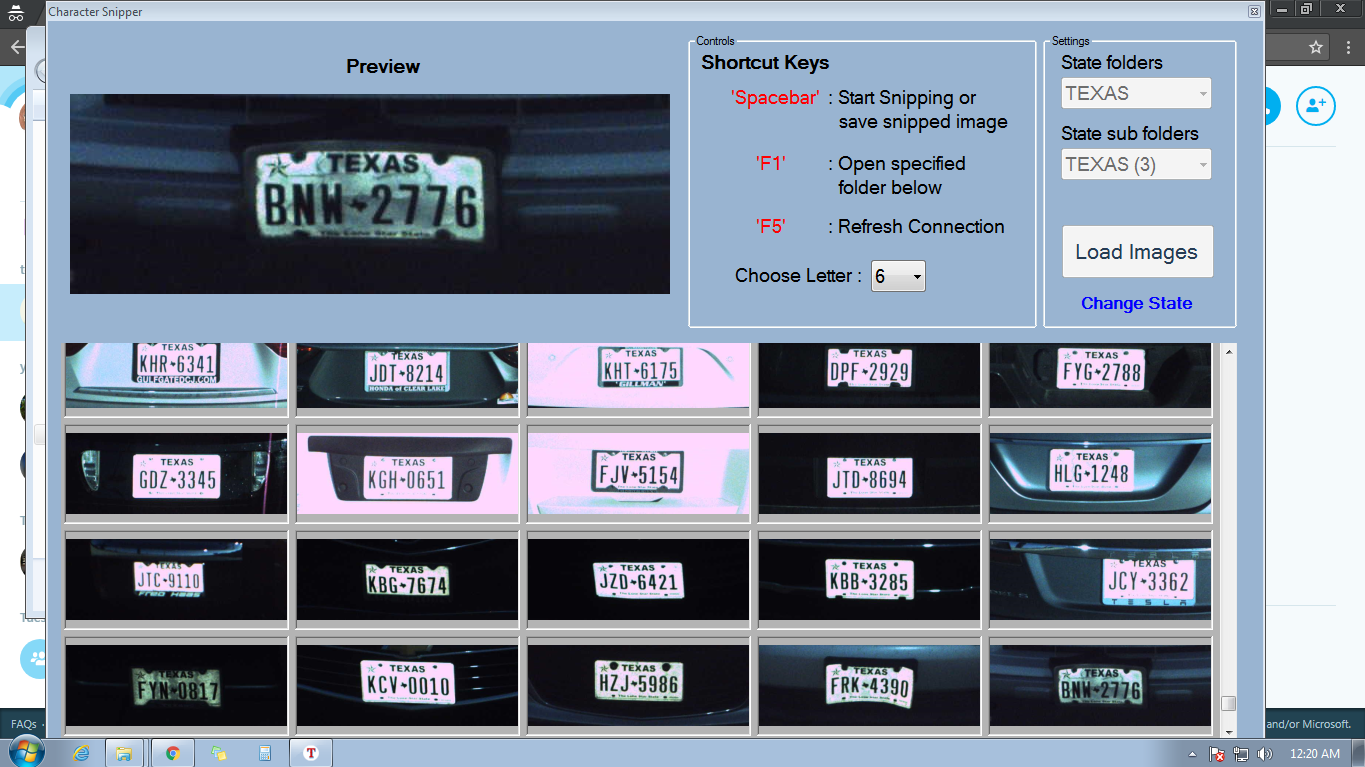 Character Snipper
Preview
TEXAS
BNW 2776
The Lone Star State
Controls
Shortcut Keys
'Spacebar' : Start Snipping or
save snipped image
'F1' : Open specified
folder below
'F5' : Refresh Connection
Choose Letter : 6
Settings
State folders
TEXAS
State sub folders
TEXAS (3)
Load Images
Change State
TEXAS
KHR 6341
GULFGATEDCJ.COM
TEXAS
JDT 8214
HONDA of CLEAR LAKE
TEXAS
KHT 6175
GILLMAN
TEXAS
DPF 2929
TEXAS
FYG 2788
TEXAS
GDZ 3345
TEXAS
KGH 0651
TEXAS
FJV 5154
TEXAS
JTD 8694
TEXAS
HLG 1248
TEXAS
JTC 9110
FRED HAAS
TEXAS
KBG 7674
TEXAS
JZD 6421
TEXAS
KBB 3285
TEXAS
JCY 3362
TESLA
TEXAS
FYN 0817
TEXAS
KCV 0010
TEXAS
HZJ 5986
TEXAS
FRK 4390
TEXAS
BNW 2776
FAQs
and/or Microsoft.
12:20 AM